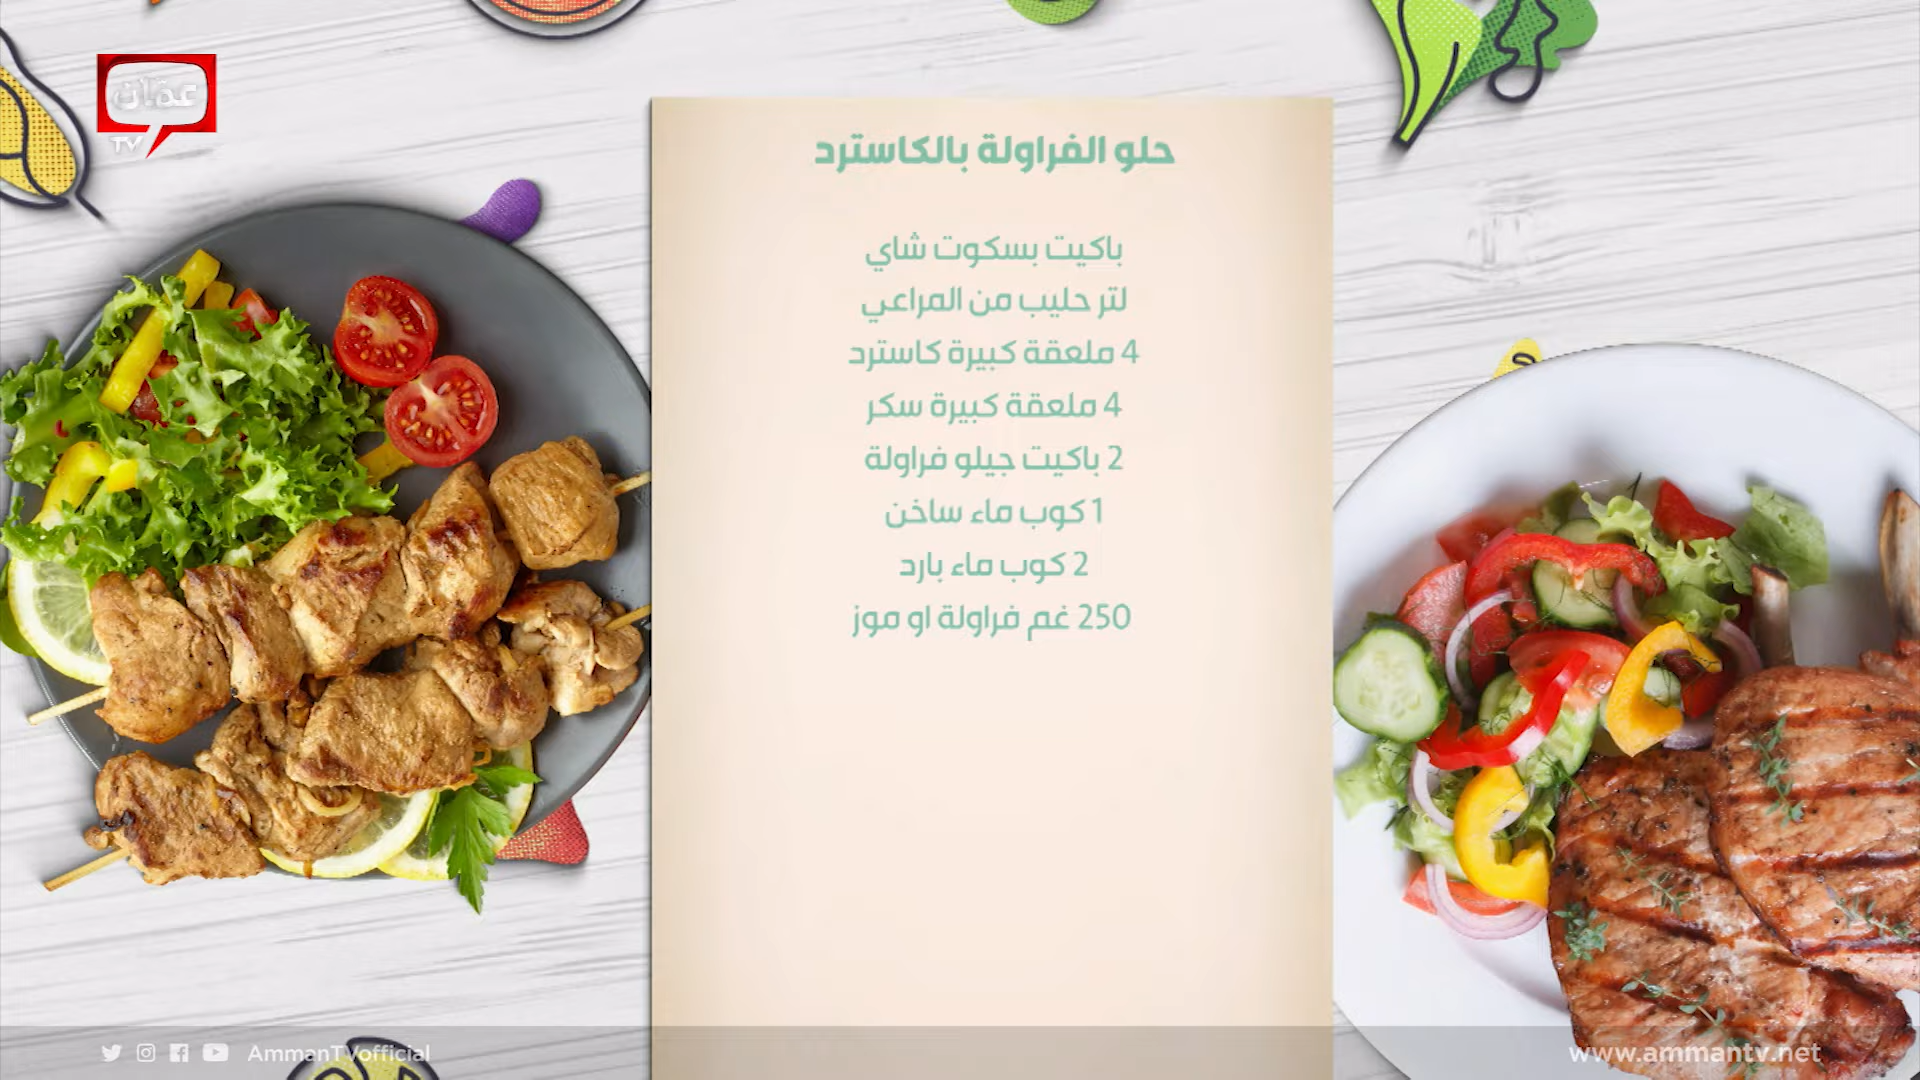 عمان
TV
حلو الفراولة بالكاسترد
باكيت بسكوت شاي
لتر حليب من المراعي
4 ملعقة كبيرة كاسترد
4 ملعقة كبيرة سكر
2 باكيت جيلو فراولة
1 كوب ماء ساخن
2 كوب ماء بارد
250 غم فراولة او موز
AmmanTVofficial
www.ammantv.net